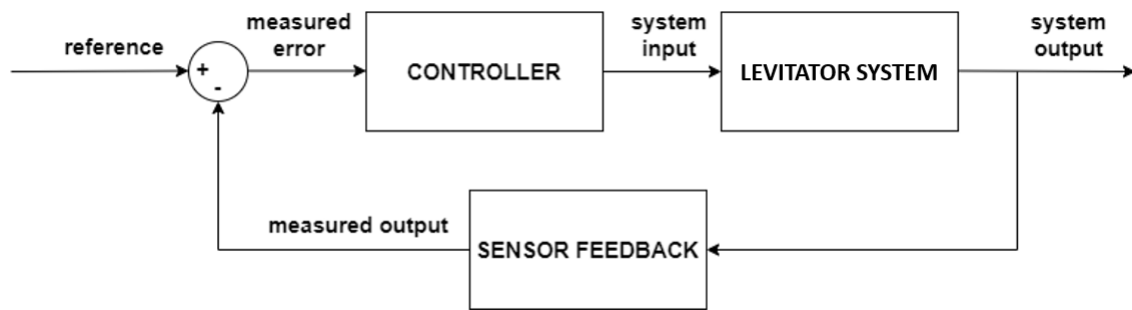 reference
+
-
measured
error
CONTROLLER
system
input
LEVITATOR SYSTEM
system
output
measured output
SENSOR FEEDBACK